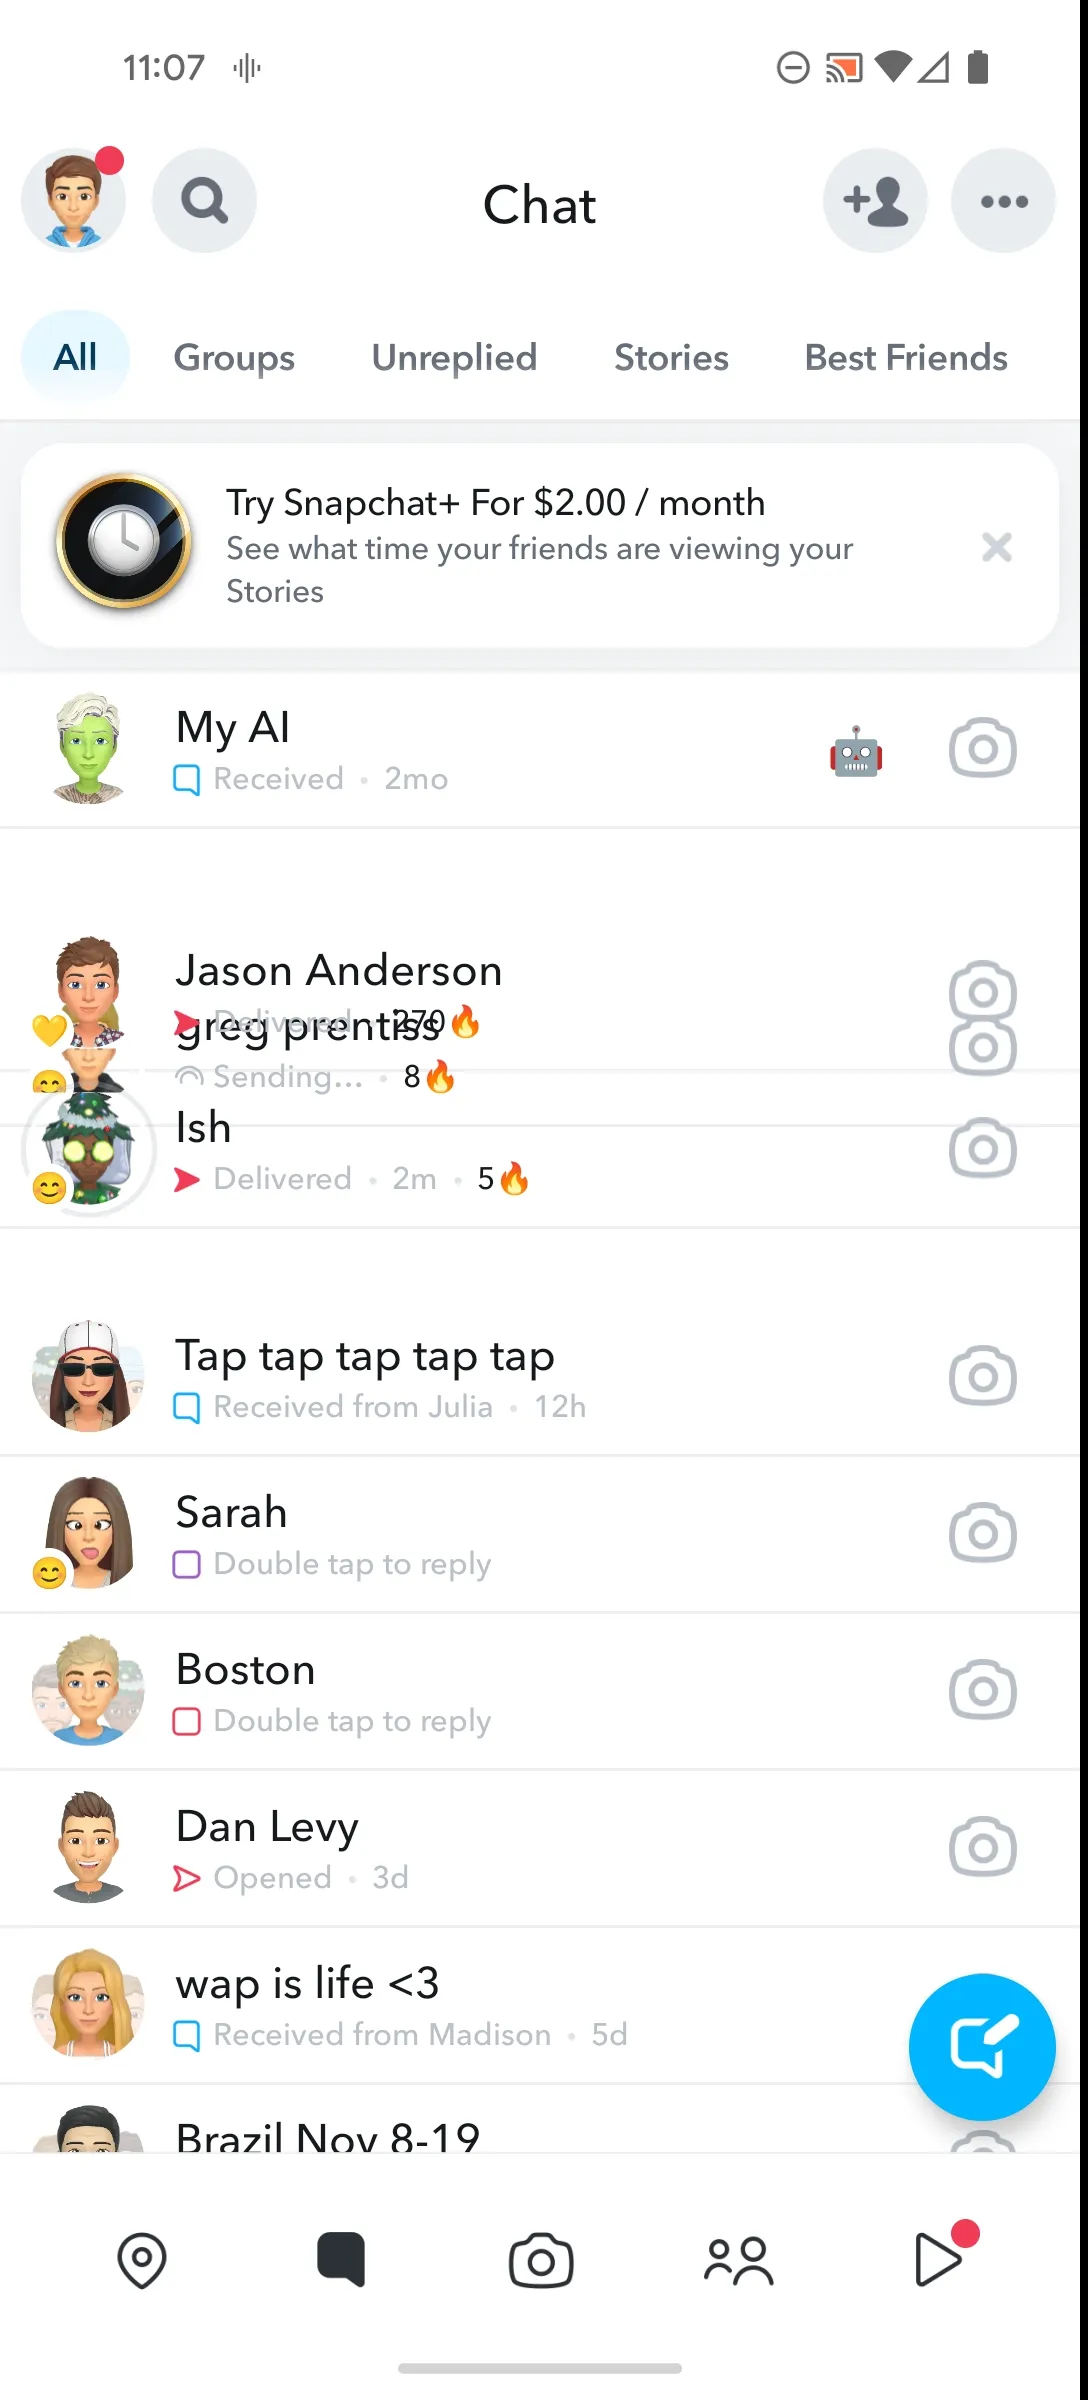 11:07
Chat
All Groups Unreplied Stories Best Friends
Try Snapchat+ For $2.00 / month
See what time your friends are viewing your
Stories
My AI
Received • 2mo
Jason Anderson
Delivered • 270🔥
greg prentiss
Sending... • 8🔥
Ish
Delivered • 2m • 5🔥
Tap tap tap tap tap
Received from Julia • 12h
Sarah
Double tap to reply
Boston
Double tap to reply
Dan Levy
Opened • 3d
wap is life <3
Received from Madison • 5d
Brazil Nov 8-19